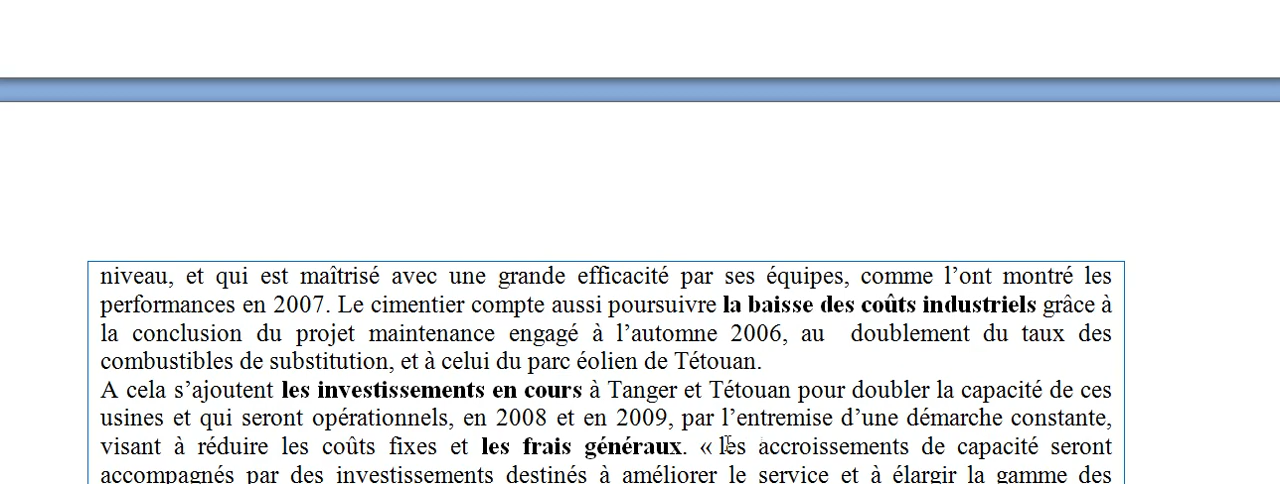 niveau, et qui est maîtrisé avec une grande efficacité par ses équipes, comme l’ont montré les
performances en 2007. Le cimentier compte aussi poursuivre la baisse des coûts industriels grâce à
la conclusion du projet maintenance engagé à l’automne 2006, au doublement du taux des
combustibles de substitution, et à celui du parc éolien de Tétouan.
A cela s’ajoutent les investissements en cours à Tanger et Tétouan pour doubler la capacité de ces
usines et qui seront opérationnels, en 2008 et en 2009, par l’entremise d’une démarche constante,
visant à réduire les coûts fixes et les frais généraux. « les accroissements de capacité seront
accompagnés par des investissements destinés à améliorer le service et à élargir la gamme des